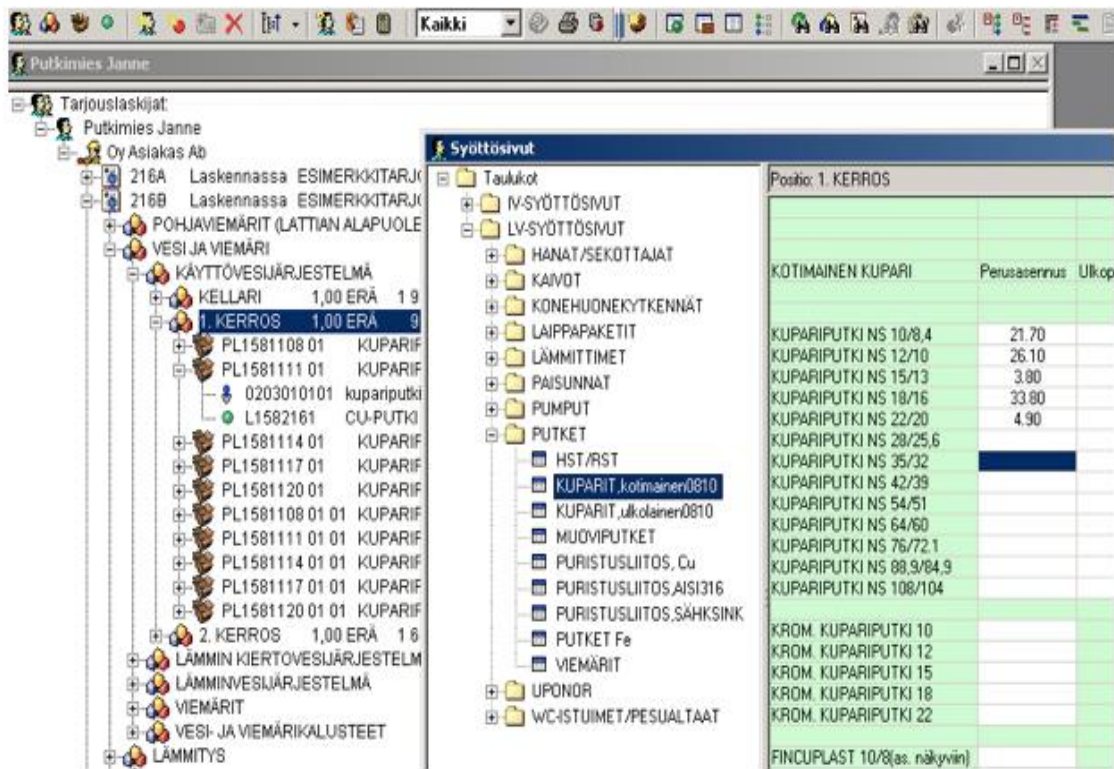 Kaikki
Putkimies Janne
Tarjouslaskijat:
Putkimies Janne
Oy Asiakas Ab
216A Laskennassa ESIMERKKITARJO
216B Laskennassa ESIMERKKITARJO
POHJAVIEMÄRIT (LATTIAN ALAPUOLE
VESI JA VIEMÄRI
KÄYTTÖVESIJÄRJESTELMÄ
KELLARI 1,00 ERÄ 1 9
1. KERROS 1,00 ERÄ 9
PL1581108 01 KUPARIF
PL1581111 01 KUPARIF
0203010101 kupariputki
L1582161 CU-PUTKI
PL1581114 01 KUPARIF
PL1581117 01 KUPARIF
PL1581120 01 KUPARIF
PL1581108 01 01 KUPARIF
PL1581111 01 01 KUPARIF
PL1581114 01 01 KUPARIF
PL1581117 01 01 KUPARIF
PL1581120 01 01 KUPARIF
2. KERROS 1,00 ERÄ 1 6
LÄMMIN KIERTOVESIJÄRJESTELM
LÄMMINVESIJÄRJESTELMÄ
VIEMÄRIT
VESI- JA VIEMÄRIKALUSTEET
LÄMMITYS
Syöttösivut
Taulukot
IV-SYÖTTÖSIVUT
LV-SYÖTTÖSIVUT
HANAT/SEKOTTAJAT
KAIVOT
KONEHUONEKYTKENNÄT
LAIPPAPAKETIT
LÄMMITTIMET
PAISUNNAT
PUMPUT
PUTKET
HST/RST
KUPARIT,kotimainen0810
KUPARIT,ulkolainen0810
MUOVIPUTKET
PURISTUSLIITOS, Cu
PURISTUSLIITOS,AISI316
PURISTUSLIITOS,SÄHKSINK
PUTKET Fe
VIEMÄRIT
UPONOR
WC-ISTUIMET/PESUALTAAT
Positio: 1. KERROS
KOTIMAINEN KUPARI Perusasennus Ulkop
KUPARIPUTKI NS 10/8,4 21.70
KUPARIPUTKI NS 12/10 26.10
KUPARIPUTKI NS 15/13 3.80
KUPARIPUTKI NS 18/16 33.80
KUPARIPUTKI NS 22/20 4.90
KUPARIPUTKI NS 28/25,6
KUPARIPUTKI NS 35/32
KUPARIPUTKI NS 42/39
KUPARIPUTKI NS 54/51
KUPARIPUTKI NS 64/60
KUPARIPUTKI NS 76/72.1
KUPARIPUTKI NS 88,9/84,9
KUPARIPUTKI NS 108/104
KROM. KUPARIPUTKI 10
KROM. KUPARIPUTKI 12
KROM. KUPARIPUTKI 15
KROM. KUPARIPUTKI 18
KROM. KUPARIPUTKI 22
FINCUPLAST 10/8(as. näkyviin)